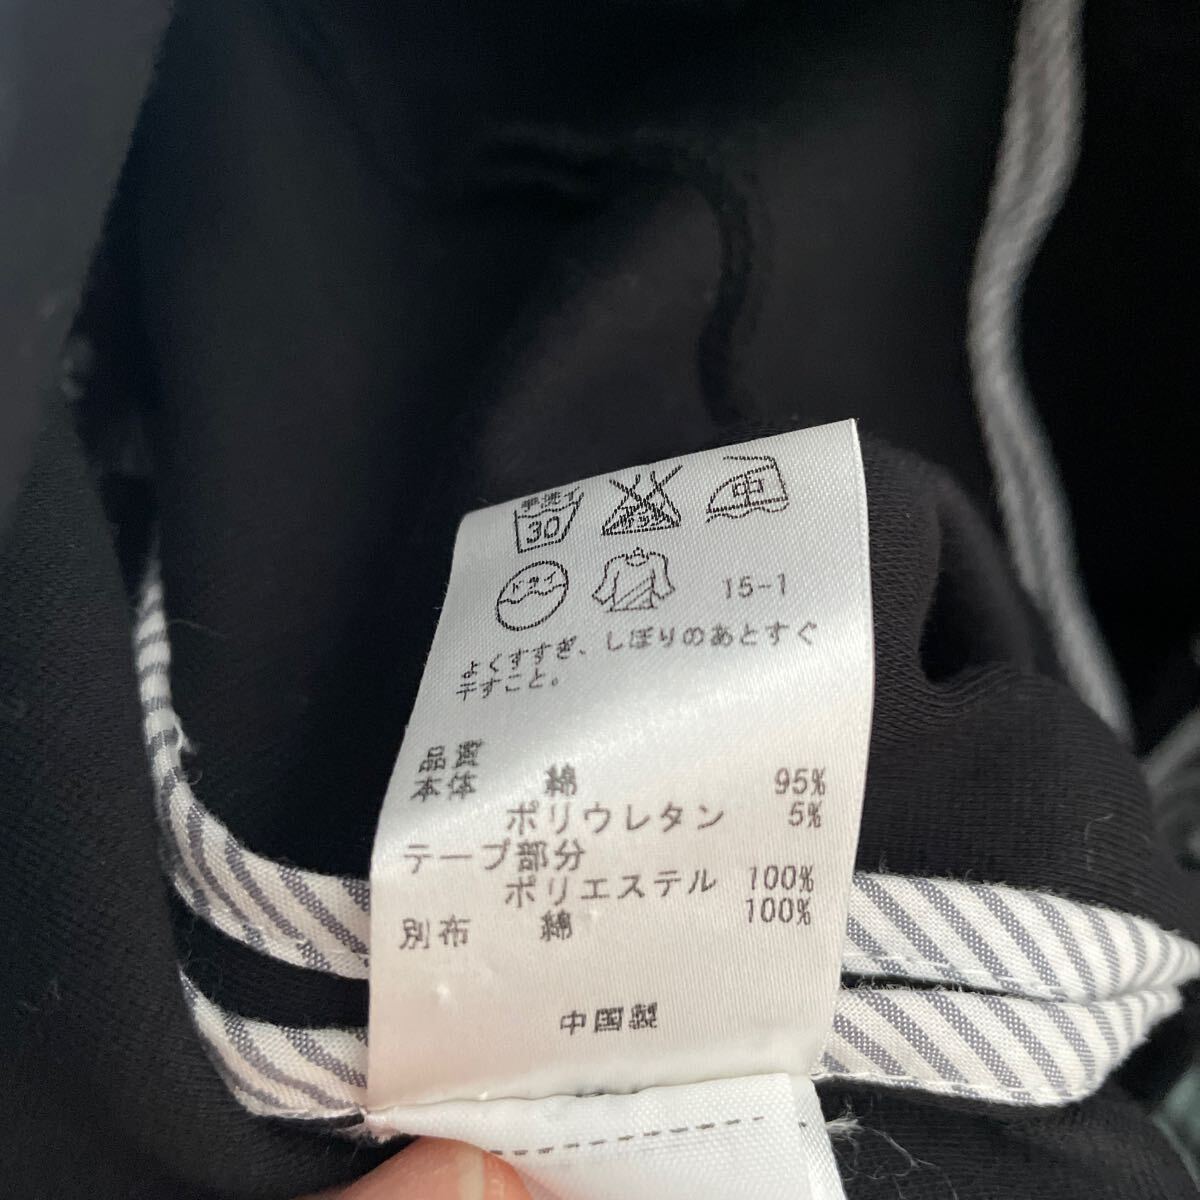 手洗イ 30 中
ドライ 15-1
よくすすぎ、しぼりのあとすぐ
干すこと。
品質
本体 綿 95%
ポリウレタン 5%
テープ部分
ポリエステル 100%
別布 綿 100%
中国製